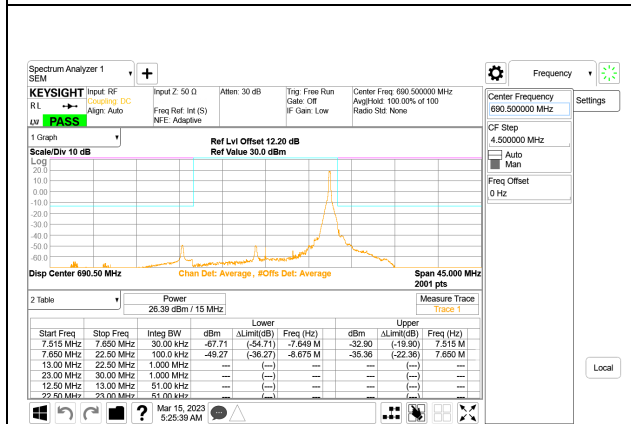 Spectrum Analyzer 1
SEM
+
Frequency
KEYSIGHT
RL
LXI PASS
Input: RF
Coupling: DC
Align: Auto
Input Z: 50 Ω
Freq Ref: Int (S)
NFE: Adaptive
Atten: 30 dB
Trig: Free Run
Gate: Off
IF Gain: Low
Center Freq: 690.500000 MHz
Avg|Hold: 100.00% of 100
Radio Std: None
Center Frequency
690.500000 MHz
Settings
CF Step
4.500000 MHz
Auto
Man
Freq Offset
0 Hz
Local
1 Graph
Scale/Div 10 dB
Ref Lvl Offset 12.20 dB
Ref Value 30.0 dBm
Log
20.0
10.0
0.00
-10.0
-20.0
-30.0
-40.0
-50.0
-60.0
Disp Center 690.50 MHz
Chan Det: Average , #Offs Det: Average
Span 45.000 MHz
2001 pts
2 Table
Power
26.39 dBm / 15 MHz
Measure Trace
Trace 1
Lower Upper
Start Freq Stop Freq Integ BW dBm ΔLimit(dB) Freq (Hz) dBm ΔLimit(dB) Freq (Hz)
7.515 MHz 7.650 MHz 30.00 kHz -67.71 (-54.71) -7.649 M -32.90 (-19.90) 7.515 M
7.650 MHz 22.50 MHz 100.0 kHz -49.27 (-36.27) -8.675 M -35.36 (-22.36) 7.650 M
13.00 MHz 22.50 MHz 1.000 MHz --- (---) --- --- (---) ---
23.00 MHz 30.00 MHz 1.000 MHz --- (---) --- --- (---) ---
12.50 MHz 13.00 MHz 51.00 kHz --- (---) --- --- (---) ---
22.50 MHz 23.00 MHz 51.00 kHz --- (---) --- --- (---) ---
? Mar 15, 2023
5:25:39 AM